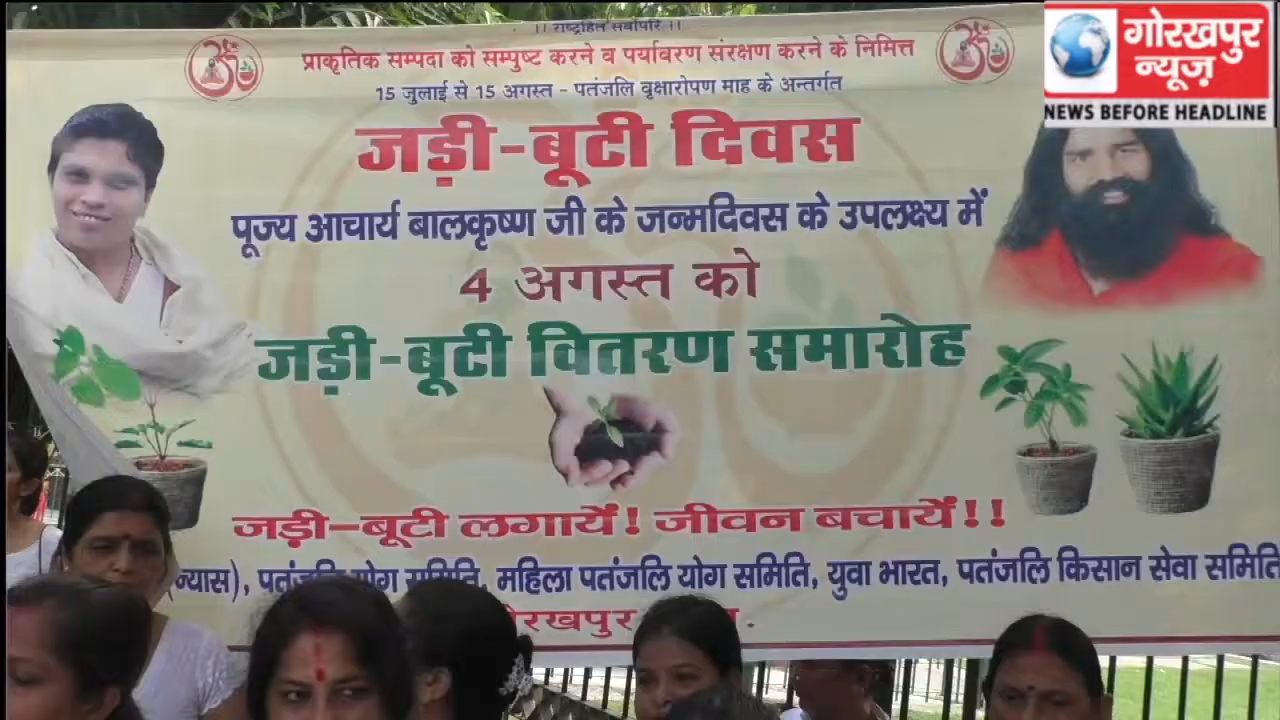 ।। राष्ट्रहित सर्वोपरि ।।
प्राकृतिक सम्पदा को सम्पुष्ट करने व पर्यावरण संरक्षण करने के निमित्त
15 जुलाई से 15 अगस्त - पतंजलि वृक्षारोपण माह के अन्तर्गत
जड़ी-बूटी दिवस
पूज्य आचार्य बालकृष्ण जी के जन्मदिवस के उपलक्ष्य में
4 अगस्त को
जड़ी-बूटी वितरण समारोह
जड़ी-बूटी लगायें! जीवन बचायें!!
न्यास), पतंजलि योग समिति, महिला पतंजलि योग समिति, युवा भारत, पतंजलि किसान सेवा समिति
गोरखपुर
गोरखपुर
न्यूज़
NEWS BEFORE HEADLINE